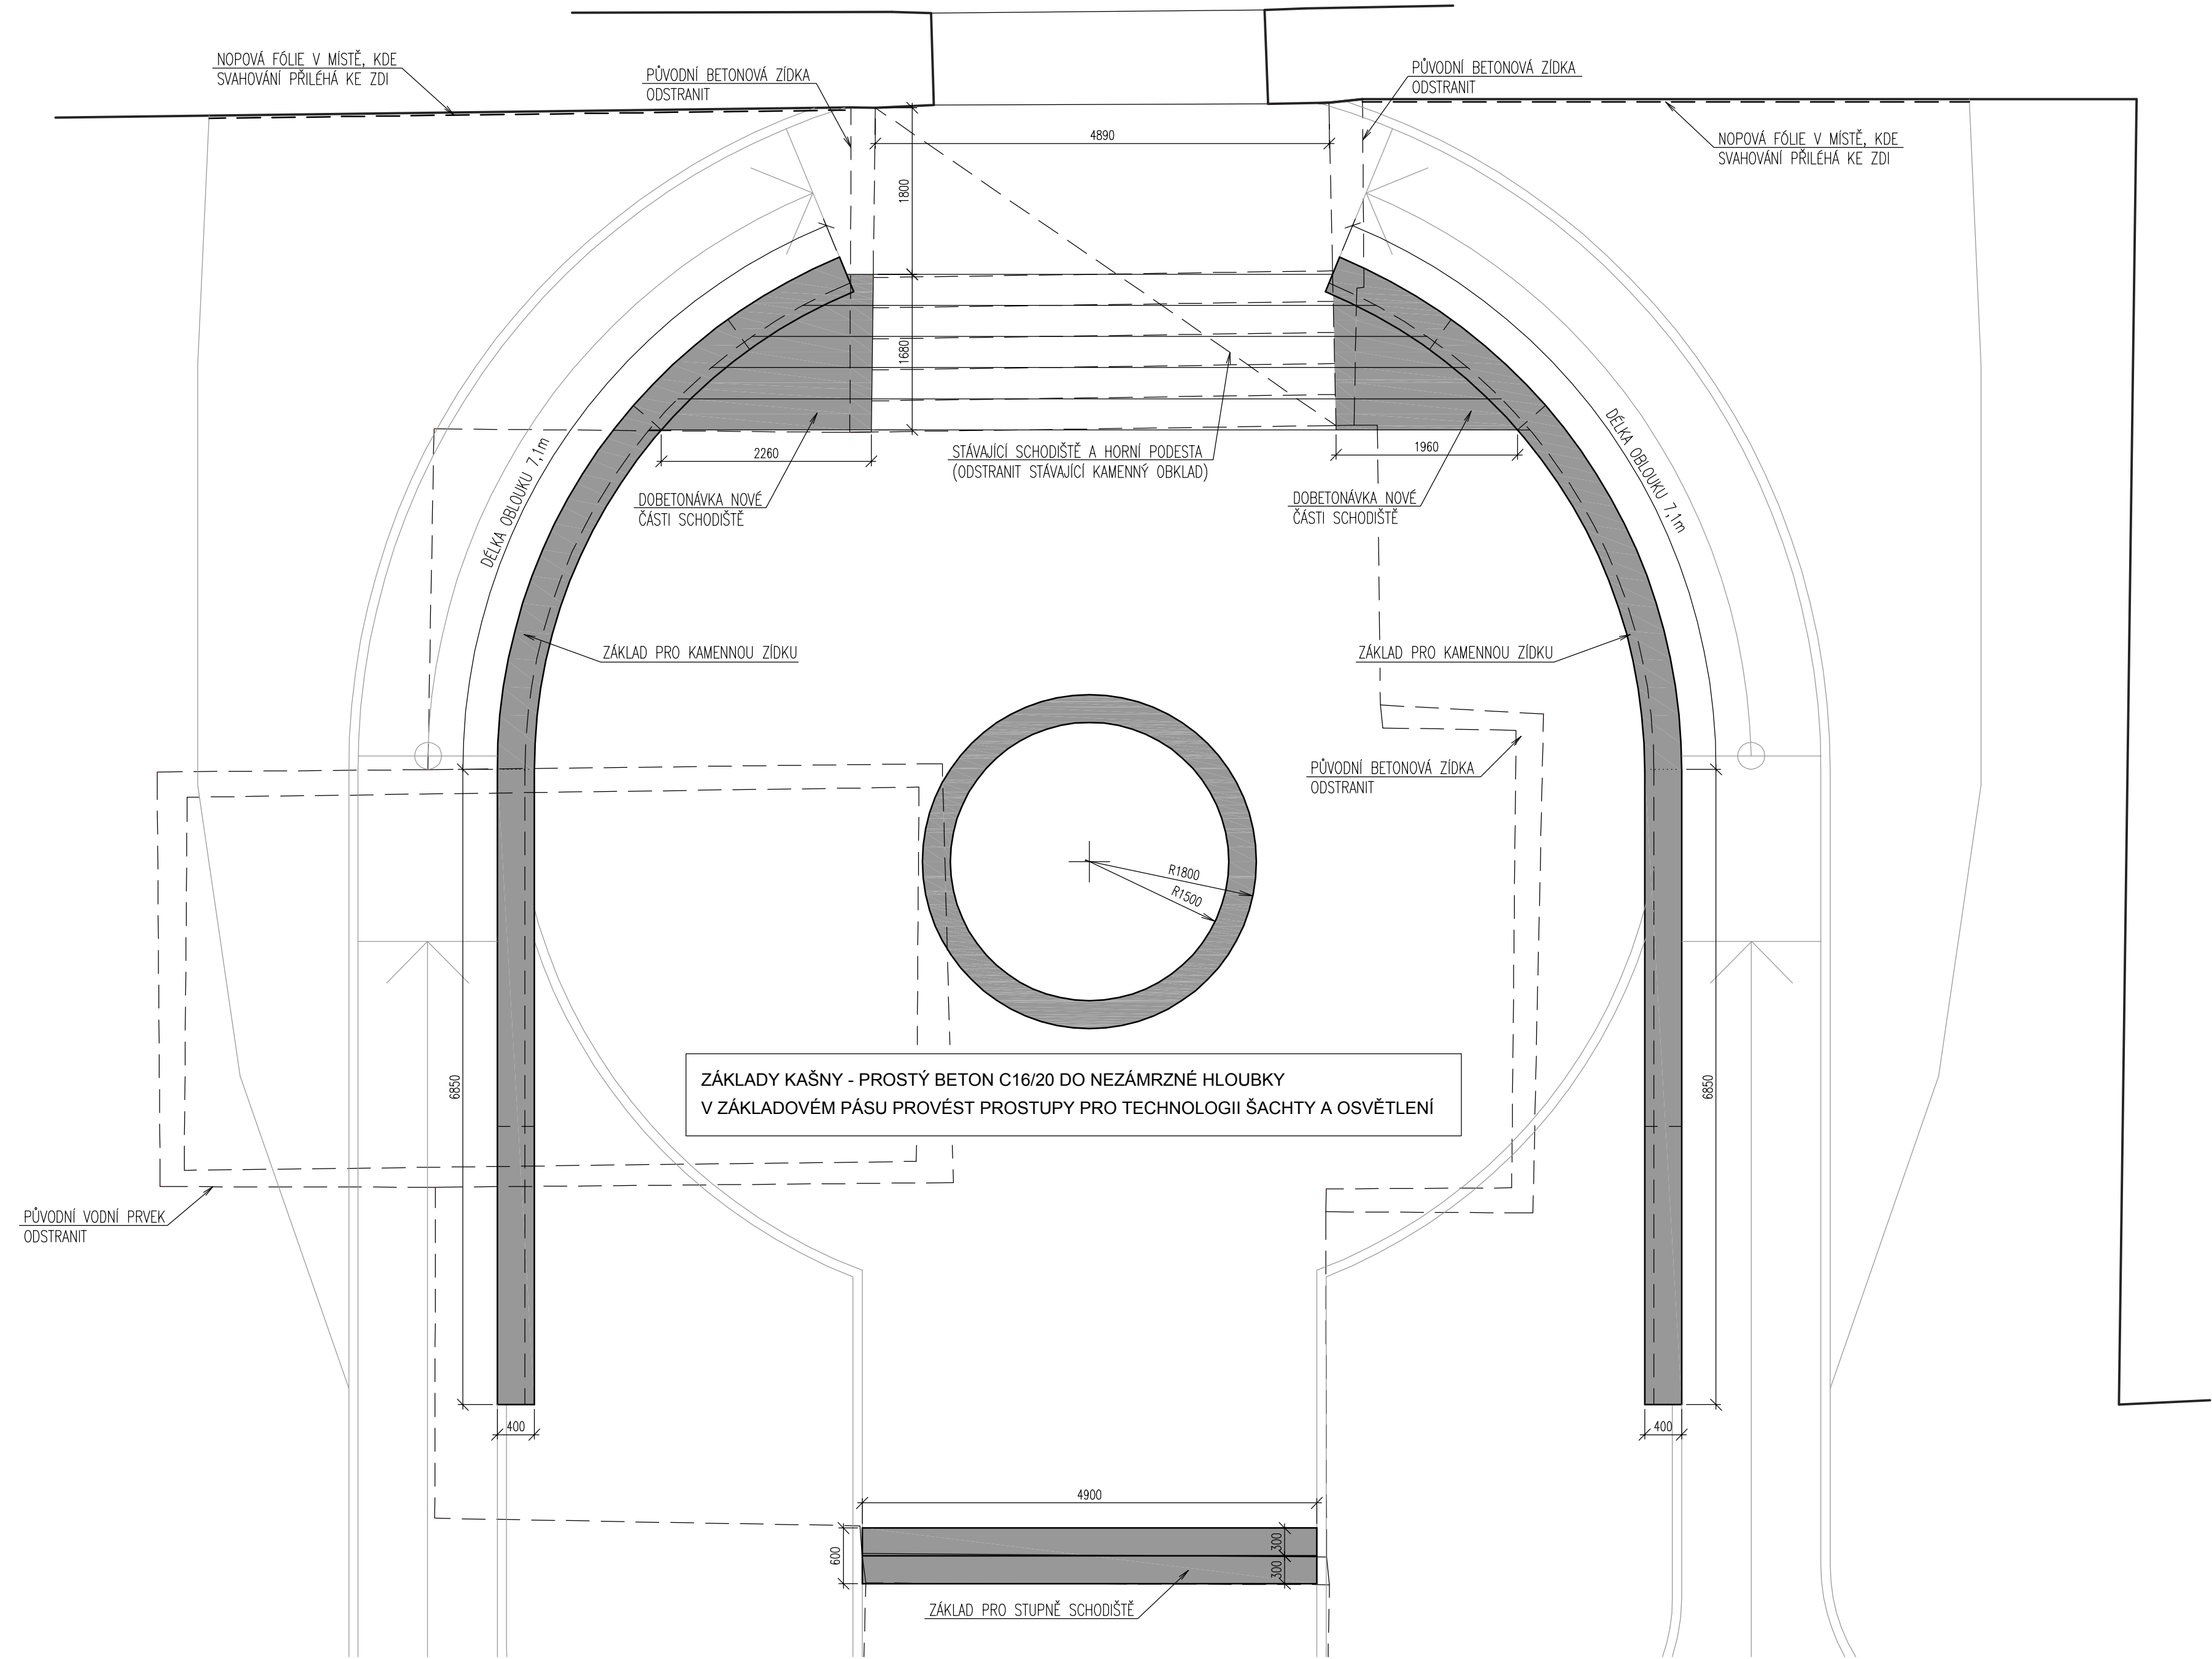 NOPOVÁ FÓLIE V MÍSTĚ, KDE
SVAHOVÁNÍ PŘILÉHÁ KE ZDI
PŮVODNÍ BETONOVÁ ZÍDKA
ODSTRANIT
PŮVODNÍ BETONOVÁ ZÍDKA
ODSTRANIT
NOPOVÁ FÓLIE V MÍSTĚ, KDE
SVAHOVÁNÍ PŘILÉHÁ KE ZDI
4890
1800
1680
2260
STÁVAJÍCÍ SCHODIŠTĚ A HORNÍ PODESTA
(ODSTRANIT STÁVAJÍCÍ KAMENNÝ OBKLAD)
1960
DÉLKA OBLOUKU 7,1m
DÉLKA OBLOUKU 7,1m
DOBETONÁVKA NOVÉ
ČÁSTI SCHODIŠTĚ
DOBETONÁVKA NOVÉ
ČÁSTI SCHODIŠTĚ
ZÁKLAD PRO KAMENNOU ZÍDKU
ZÁKLAD PRO KAMENNOU ZÍDKU
PŮVODNÍ BETONOVÁ ZÍDKA
ODSTRANIT
R1800
R1500
ZÁKLADY KAŠNY - PROSTÝ BETON C16/20 DO NEZÁMRZNÉ HLOUBKY
V ZÁKLADOVÉM PÁSU PROVÉST PROSTUPY PRO TECHNOLOGII ŠACHTY A OSVĚTLENÍ
6850
6850
PŮVODNÍ VODNÍ PRVEK
ODSTRANIT
400
400
4900
600
300
300
ZÁKLAD PRO STUPNĚ SCHODIŠTĚ